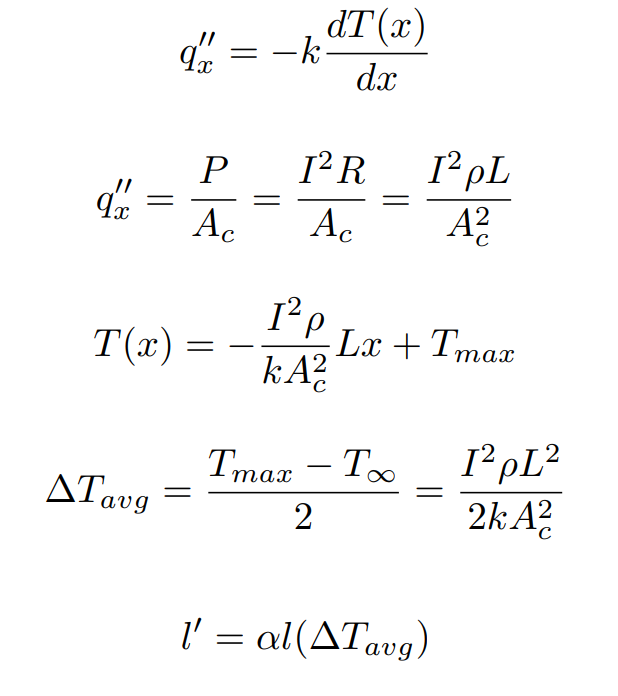 q''_x = -k \frac{dT(x)}{dx}
q''_x = \frac{P}{A_c} = \frac{I^2 R}{A_c} = \frac{I^2 \rho L}{A_c^2}
T(x) = -\frac{I^2 \rho}{k A_c^2} Lx + T_{max}
\Delta T_{avg} = \frac{T_{max} - T_\infty}{2} = \frac{I^2 \rho L^2}{2k A_c^2}
l' = \alpha l(\Delta T_{avg})